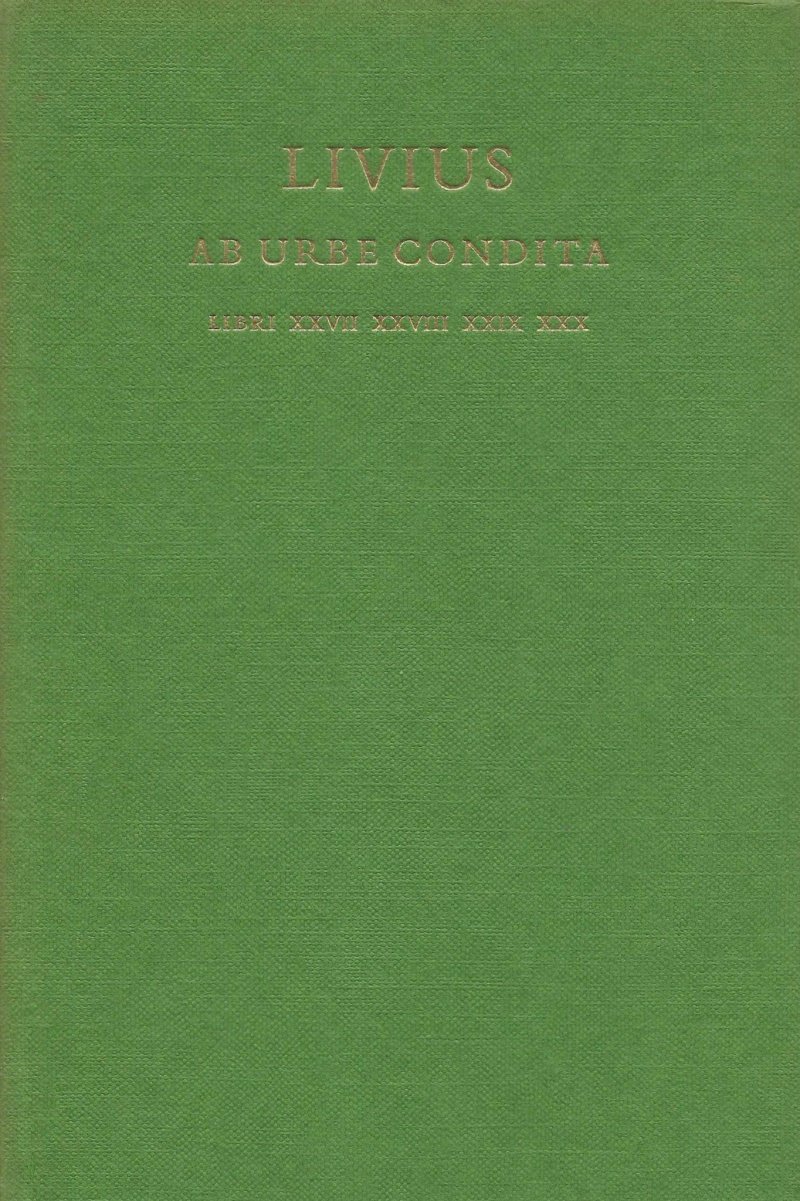 LIVIUS
AB URBE CONDITA
LIBRI XXVII XXVIII XXIX XXX